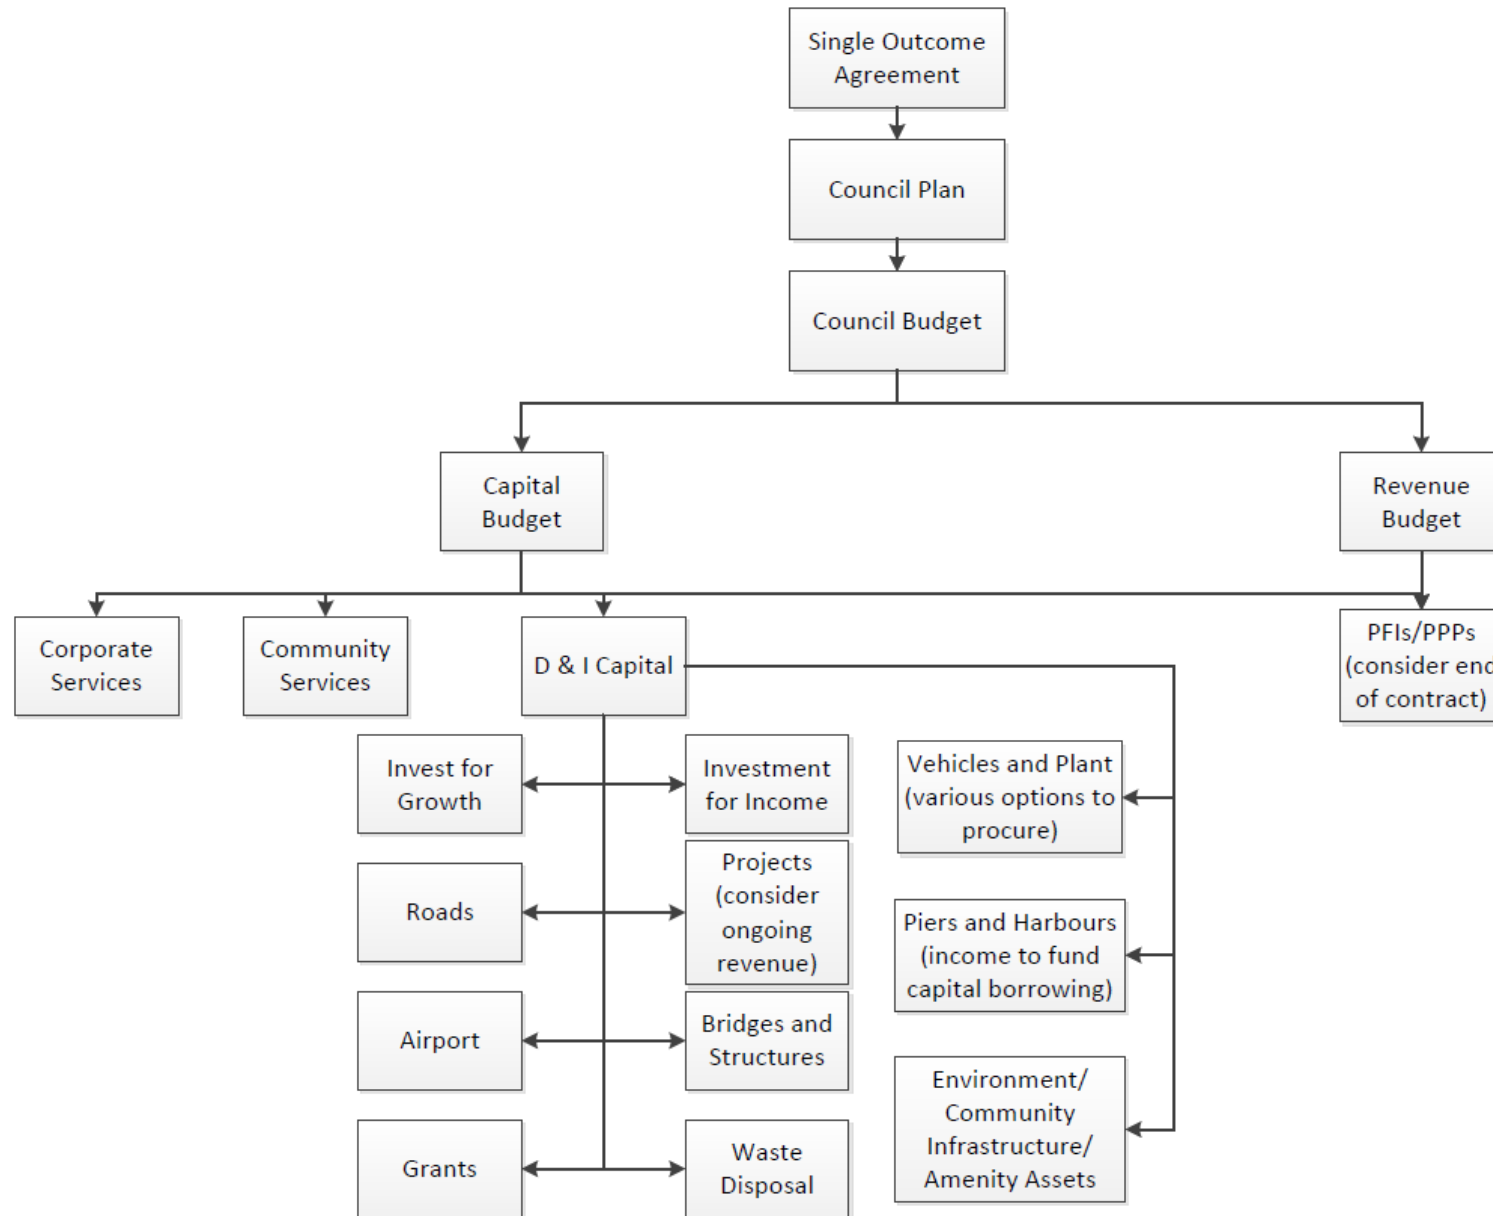 Single Outcome
Agreement
Council Plan
Council Budget
Capital
Budget
Revenue
Budget
Corporate
Services
Community
Services
D & I Capital
PFIs/PPPs
(consider end
of contract)
Invest for
Growth
Investment
for Income
Vehicles and Plant
(various options to
procure)
Roads
Projects
(consider
ongoing
revenue)
Piers and Harbours
(income to fund
capital borrowing)
Airport
Bridges and
Structures
Environment/
Community
Infrastructure/
Amenity Assets
Grants
Waste
Disposal